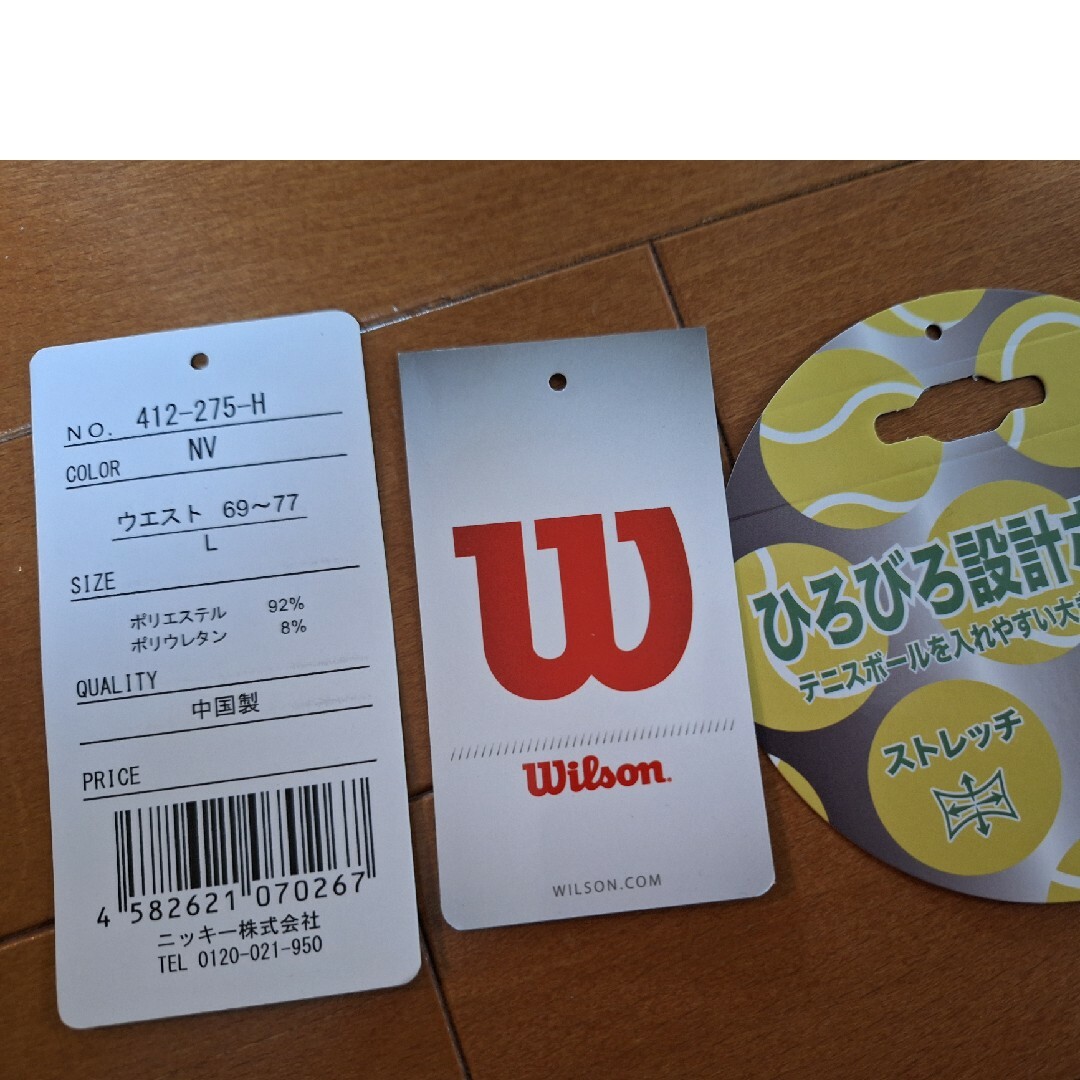 NO. 412-275-H
COLOR NV
ウエスト 69～77
L
SIZE
ポリエステル 92%
ポリウレタン 8%
QUALITY
中国製
PRICE
4 582621 070267
ニッキー株式会社
TEL 0120-021-950
W
Wilson.
WILSON.COM
ひろびろ設計
テニスボールを入れやすい大
ストレッチ